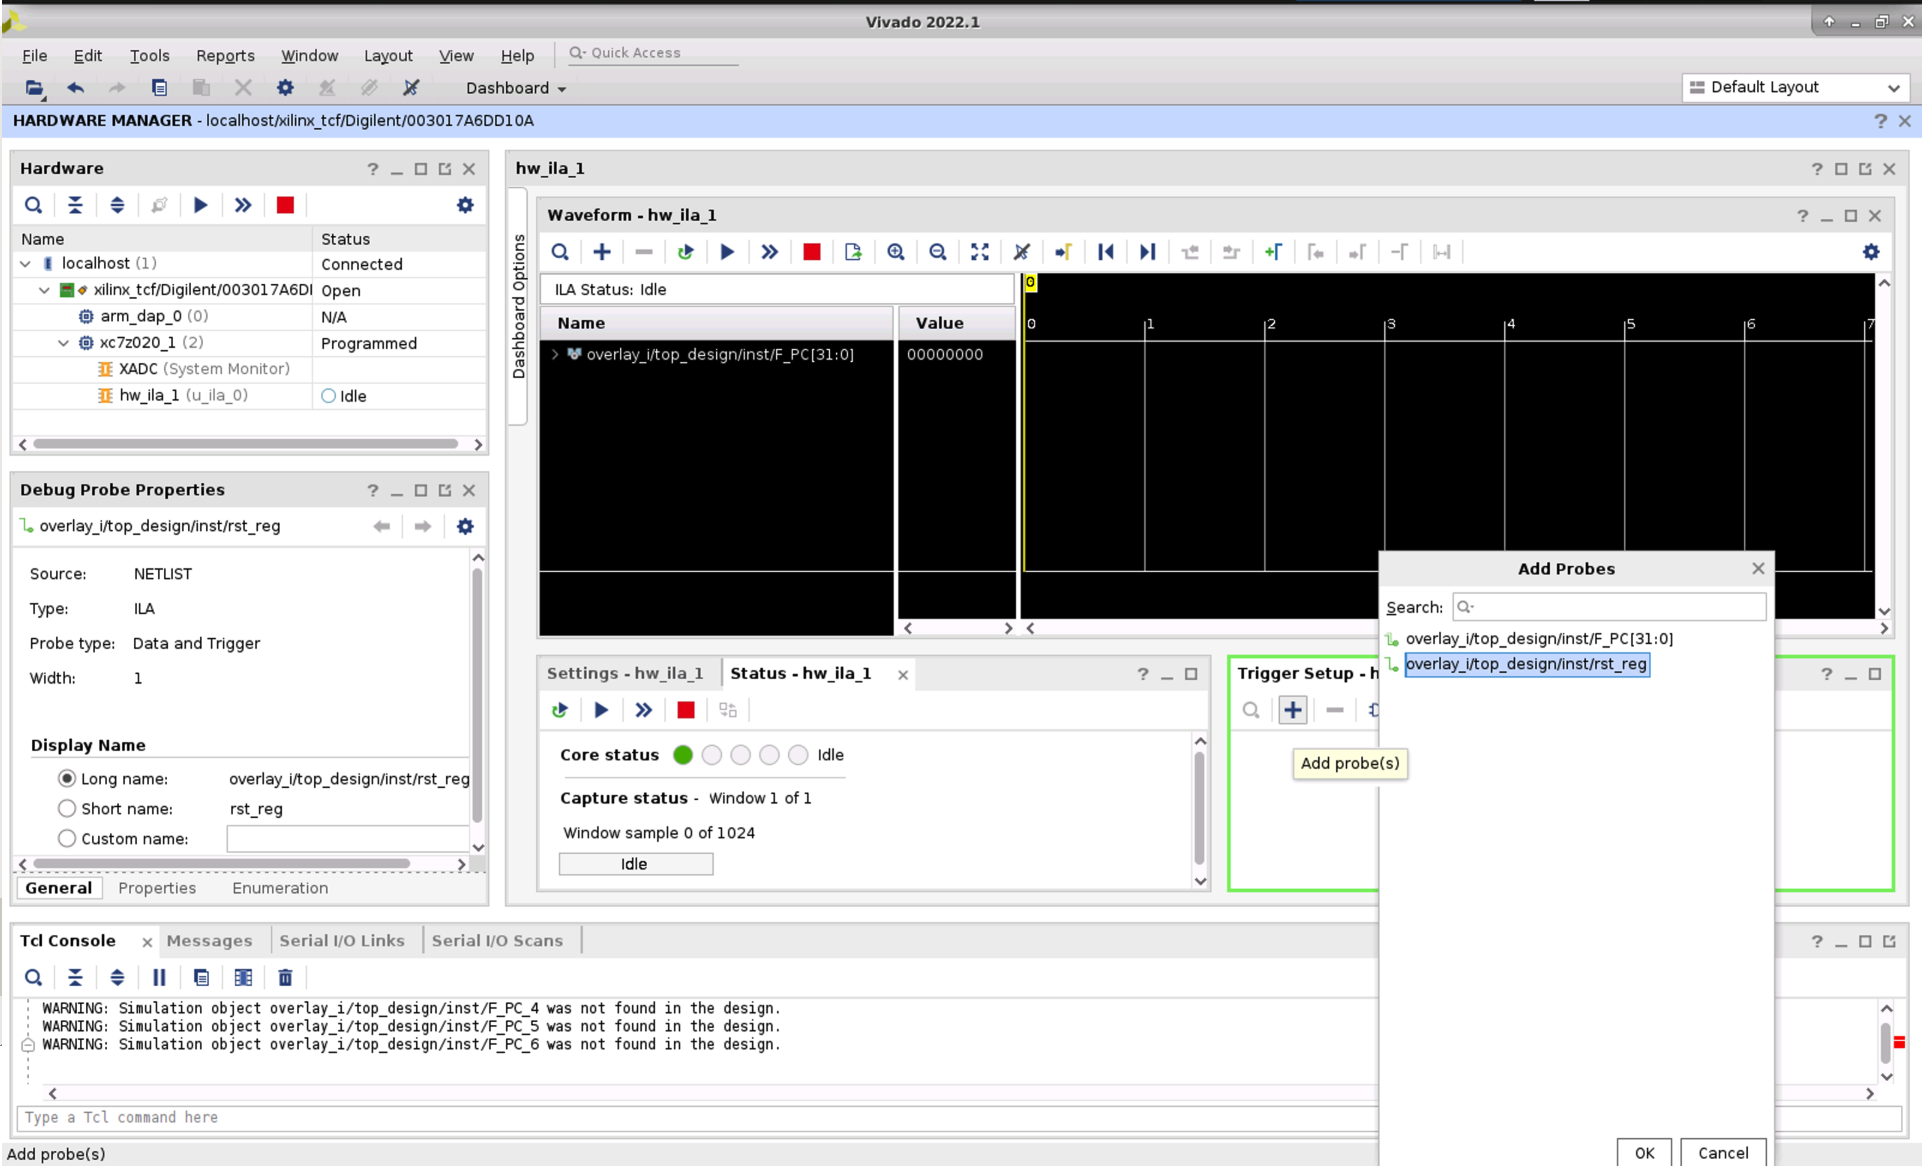 Vivado 2022.1
File Edit Tools Reports Window Layout View Help Quick Access
Dashboard
Default Layout
HARDWARE MANAGER - localhost/xilinx_tcf/Digilent/003017A6DD10A
Hardware
Name Status
localhost (1) Connected
xilinx_tcf/Digilent/003017A6DI Open
arm_dap_0 (0) N/A
xc7z020_1 (2) Programmed
XADC (System Monitor)
hw_ila_1 (u_ila_0) Idle
Debug Probe Properties
overlay_i/top_design/inst/rst_reg
Source: NETLIST
Type: ILA
Probe type: Data and Trigger
Width: 1
Display Name
Long name: overlay_i/top_design/inst/rst_reg
Short name: rst_reg
Custom name:
General Properties Enumeration
hw_ila_1
Dashboard Options
Waveform - hw_ila_1
ILA Status: Idle
Name Value
overlay_i/top_design/inst/F_PC[31:0] 00000000
0
0 1 2 3 4 5 6 7
Settings - hw_ila_1 Status - hw_ila_1
Core status Idle
Capture status - Window 1 of 1
Window sample 0 of 1024
Idle
Trigger Setup - h
Add probe(s)
Add Probes
Search:
overlay_i/top_design/inst/F_PC[31:0]
overlay_i/top_design/inst/rst_reg
OK Cancel
Tcl Console Messages Serial I/O Links Serial I/O Scans
WARNING: Simulation object overlay_i/top_design/inst/F_PC_4 was not found in the design.
WARNING: Simulation object overlay_i/top_design/inst/F_PC_5 was not found in the design.
WARNING: Simulation object overlay_i/top_design/inst/F_PC_6 was not found in the design.
Type a Tcl command here
Add probe(s)